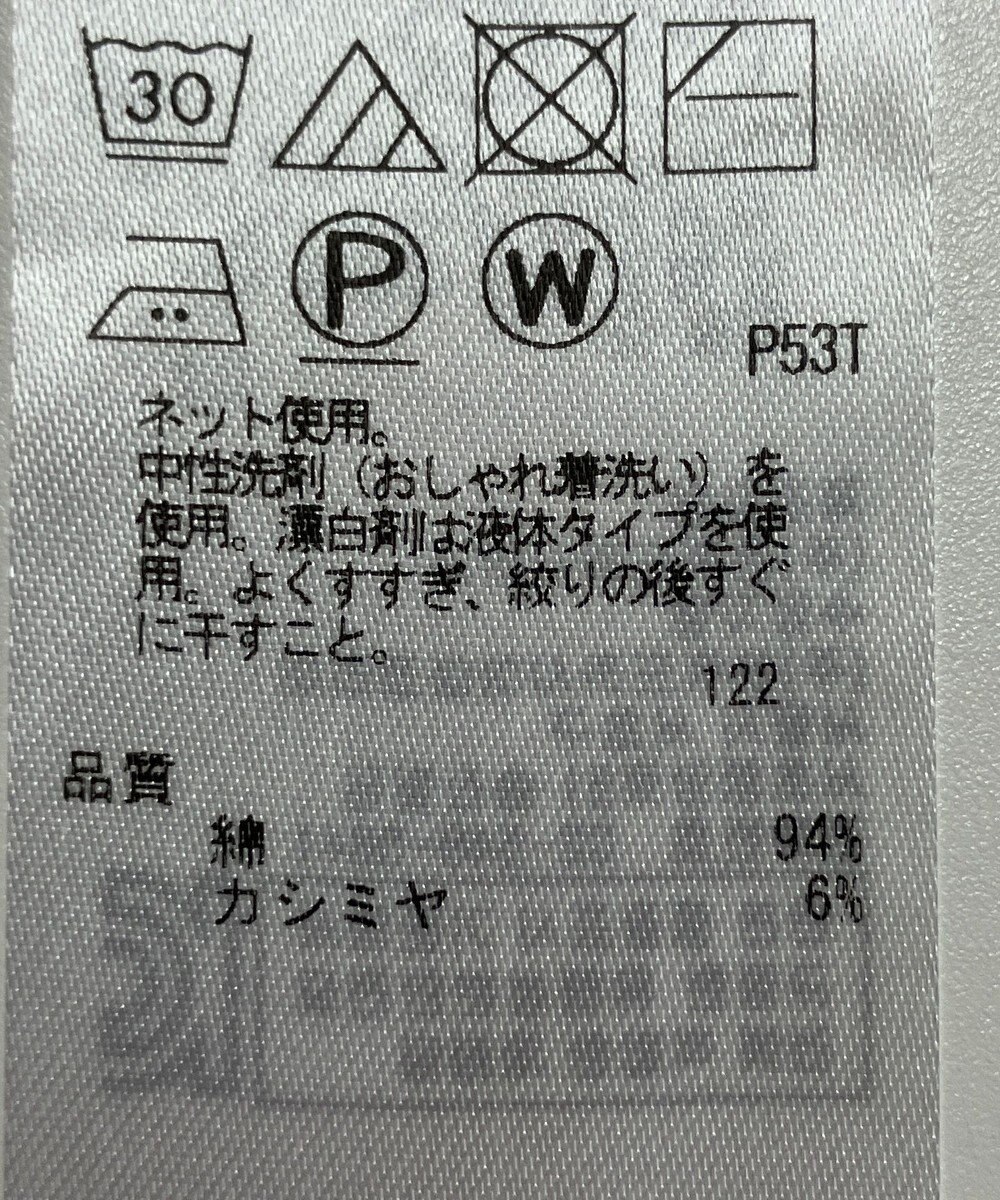 30
P W
P53T
ネット使用。
中性洗剤（おしゃれ着洗い）を
使用。漂白剤は液体タイプを使
用。よくすすぎ、絞りの後すぐ
に干すこと。
122
品質
綿 94%
カシミヤ 6%